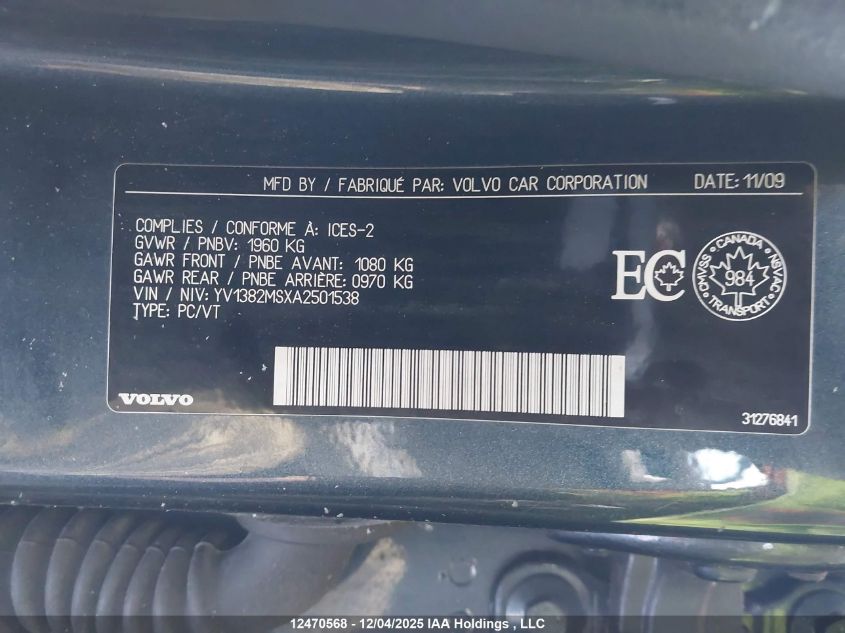 MFD BY / FABRIQUÉ PAR: VOLVO CAR CORPORATION DATE: 11/09
COMPLIES / CONFORME À: ICES-2
GVWR / PNBV: 1960 KG
GAWR FRONT / PNBE AVANT: 1080 KG
GAWR REAR / PNBE ARRIÈRE: 0970 KG
VIN / NIV: YV1382MSXA2501538
TYPE: PC/VT
EC
CANADA
CMVSS 984 NSVAC
TRANSPORT
VOLVO
31276841
12470568 - 12/04/2025 IAA Holdings , LLC